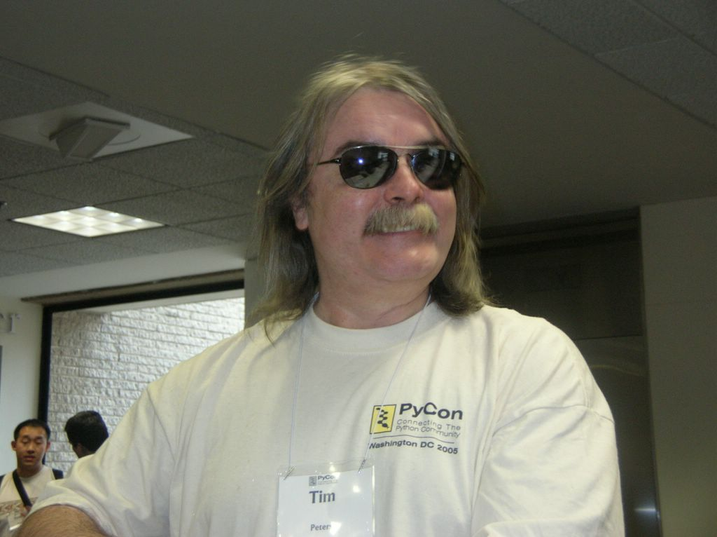 PyCon
Connecting The
Python Community
Washington DC 2005
PyCon
Tim
Peters